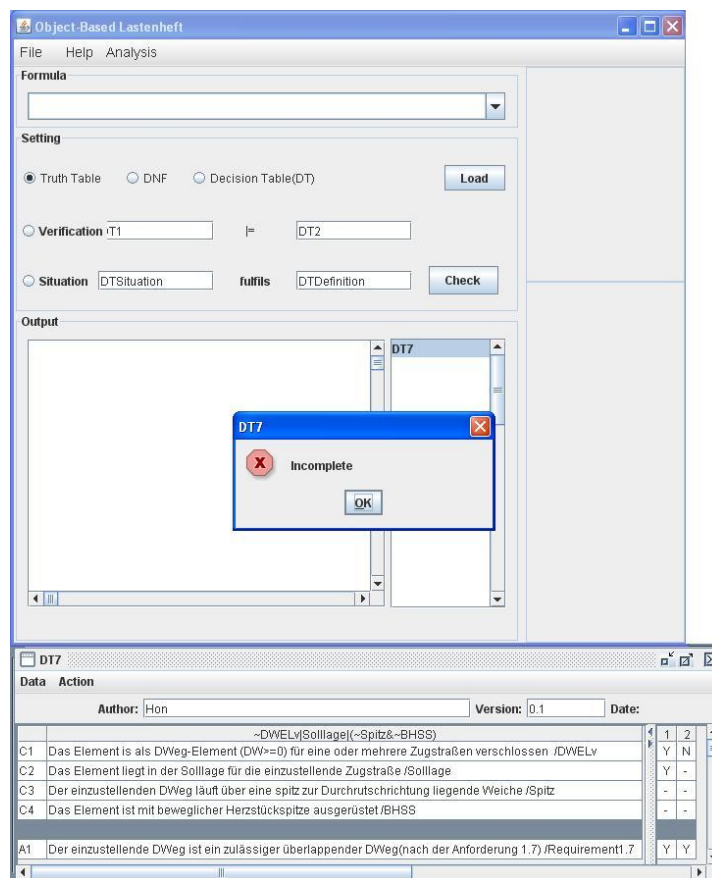 Object-Based Lastenheft
File Help Analysis
Formula
Setting
Truth Table DNF Decision Table(DT) Load
Verification T1 |= DT2
Situation DTSituation fulfils DTDefinition Check
Output
DT7
DT7
Incomplete
OK
DT7
Data Action
Author: Hon Version: 0.1 Date:
~DWELv|Solllage|(~Spitz&~BHSS) 1 2
C1 Das Element is als DWeg-Element (DW>=0) für eine oder mehrere Zugstraßen verschlossen /DWELv Y N
C2 Das Element liegt in der Solllage für die einzustellende Zugstraße /Solllage Y -
C3 Der einzustellenden DWeg läuft über eine spitz zur Durchrutschrichtung liegende Weiche /Spitz - -
C4 Das Element ist mit beweglicher Herzstückspitze ausgerüstet /BHSS - -
A1 Der einzustellende DWeg ist ein zulässiger überlappender DWeg(nach der Anforderung 1.7) /Requirement1.7 Y Y